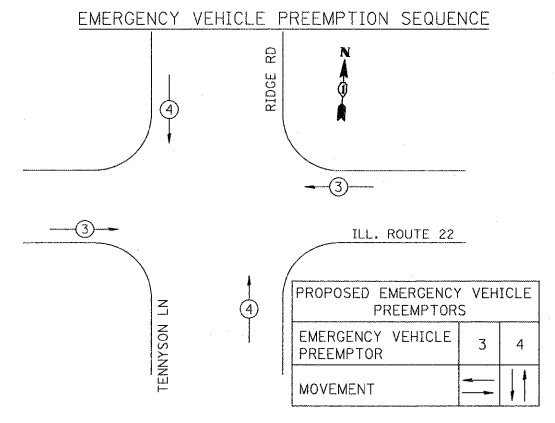 EMERGENCY VEHICLE PREEMPTION SEQUENCE
RIDGE RD
N
4
3
3
ILL. ROUTE 22
4
TENNYSON LN
PROPOSED EMERGENCY VEHICLE
PREEMPTORS
EMERGENCY VEHICLE
PREEMPTOR
3
4
MOVEMENT